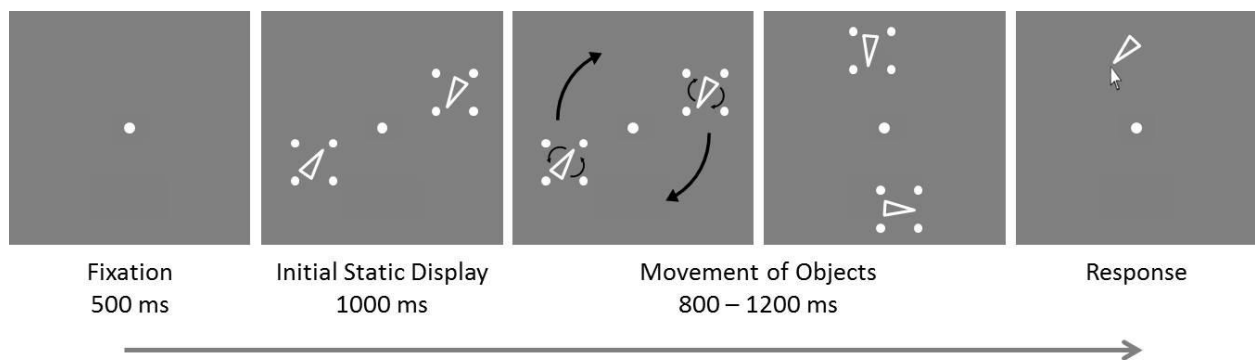 Fixation
500 ms
Initial Static Display
1000 ms
Movement of Objects
800 – 1200 ms
Response